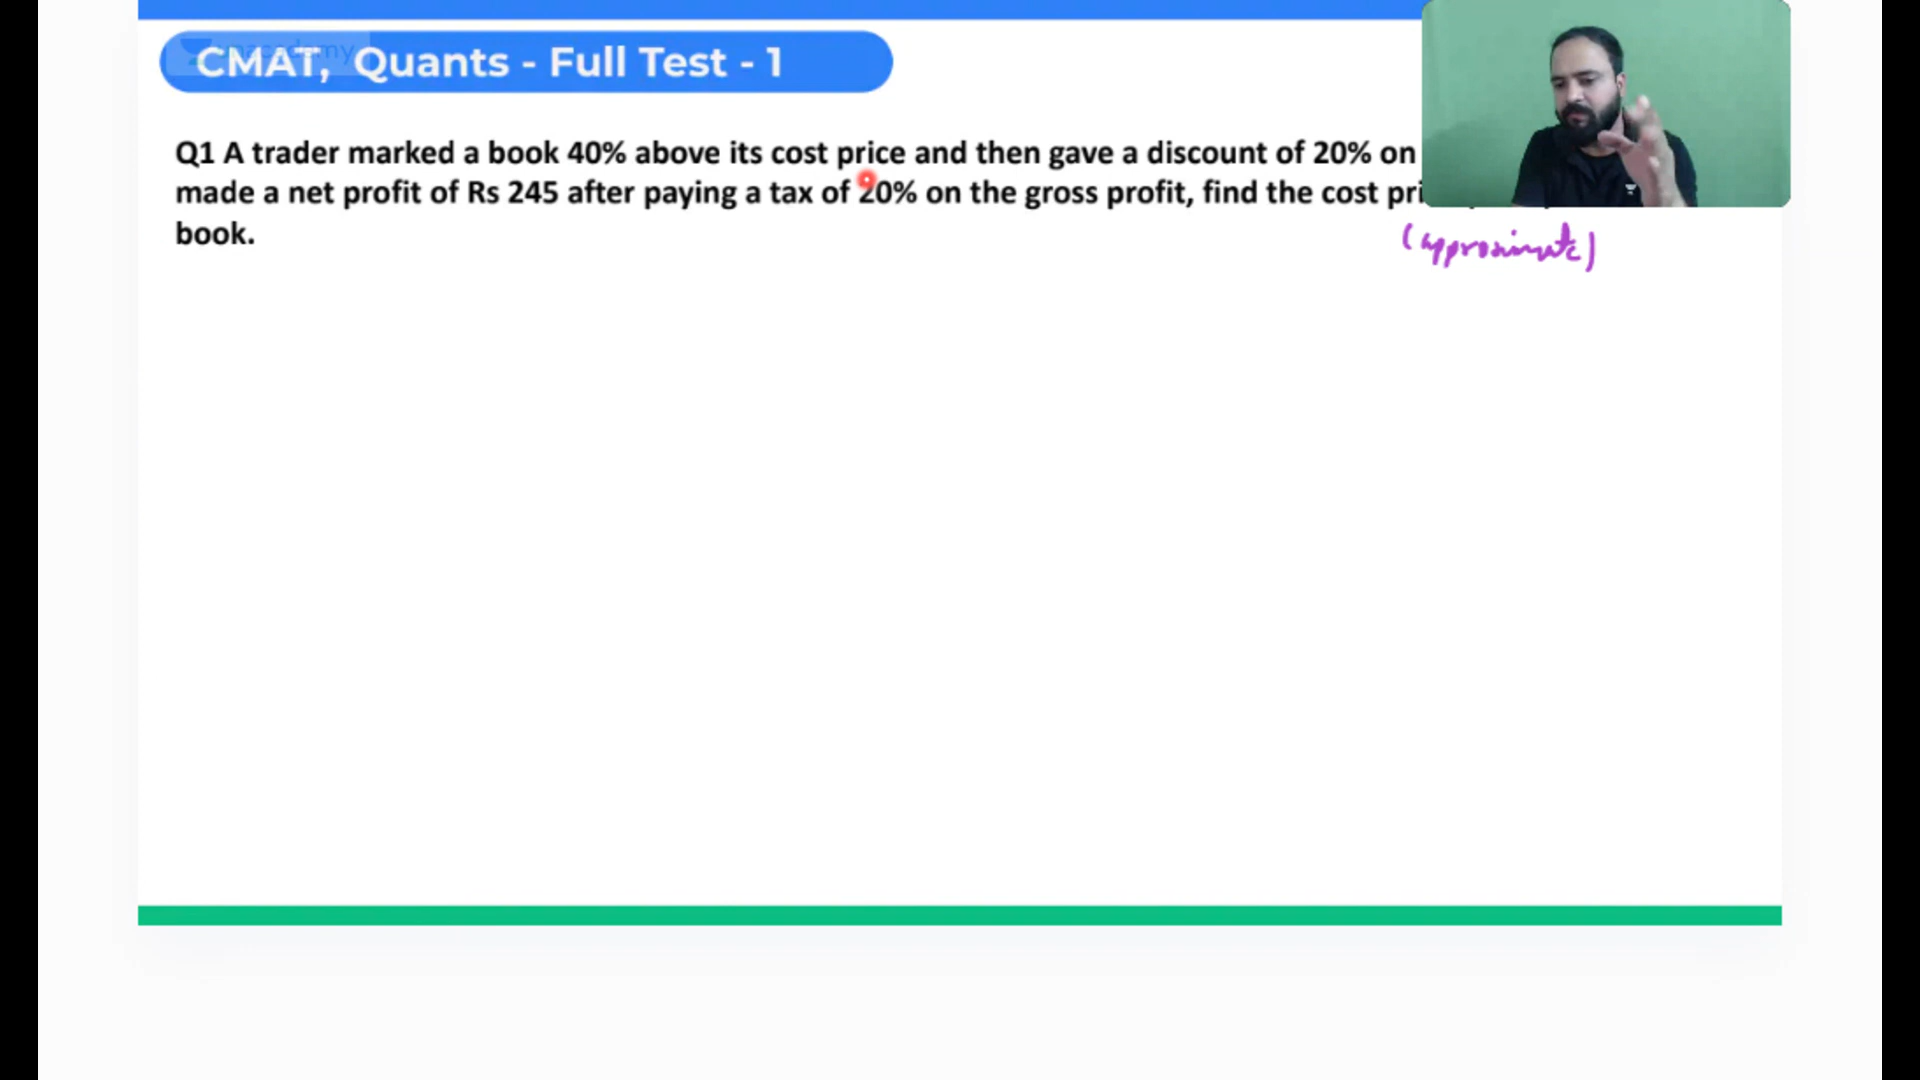 CMAT, Quants - Full Test - 1
Q1 A trader marked a book 40% above its cost price and then gave a discount of 20% on
made a net profit of Rs 245 after paying a tax of 20% on the gross profit, find the cost pri
book.
(approximate)